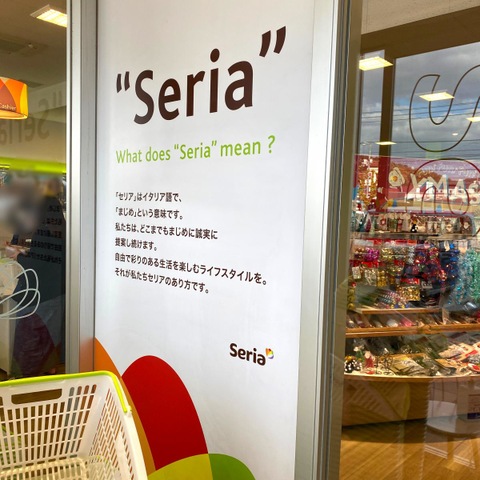 “Seria”
What does “Seria” mean ?
「セリア」はイタリア語で、
「まじめ」という意味です。
私たちは、どこまでもまじめに誠実に
提案し続けます。
自由で彩りのある生活を楽しむライフスタイルを。
それが私たちセリアのあり方です。
Seria